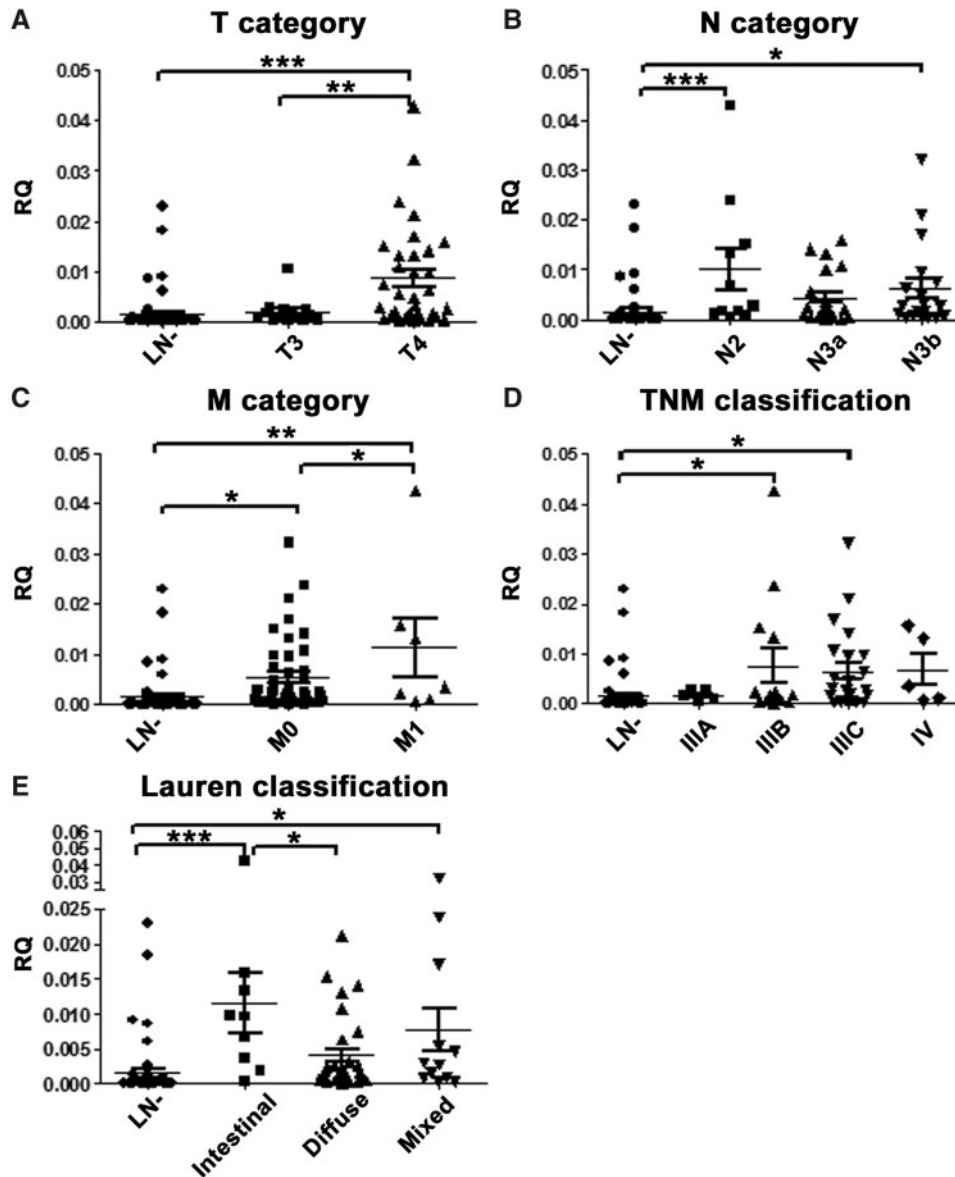 A
T category
***
**
0.05
0.04
0.03
0.02
0.01
0.00
RQ
LN-
T3
T4
B
N category
*
***
0.05
0.04
0.03
0.02
0.01
0.00
RQ
LN-
N2
N3a
N3b
C
M category
**
*
*
0.05
0.04
0.03
0.02
0.01
0.00
RQ
LN-
M0
M1
D
TNM classification
*
*
0.05
0.04
0.03
0.02
0.01
0.00
RQ
LN-
IIIA
IIIB
IIIC
IV
E
Lauren classification
*
***
*
0.06
0.05
0.04
0.03
0.025
0.020
0.015
0.010
0.005
0.000
RQ
LN-
Intestinal
Diffuse
Mixed